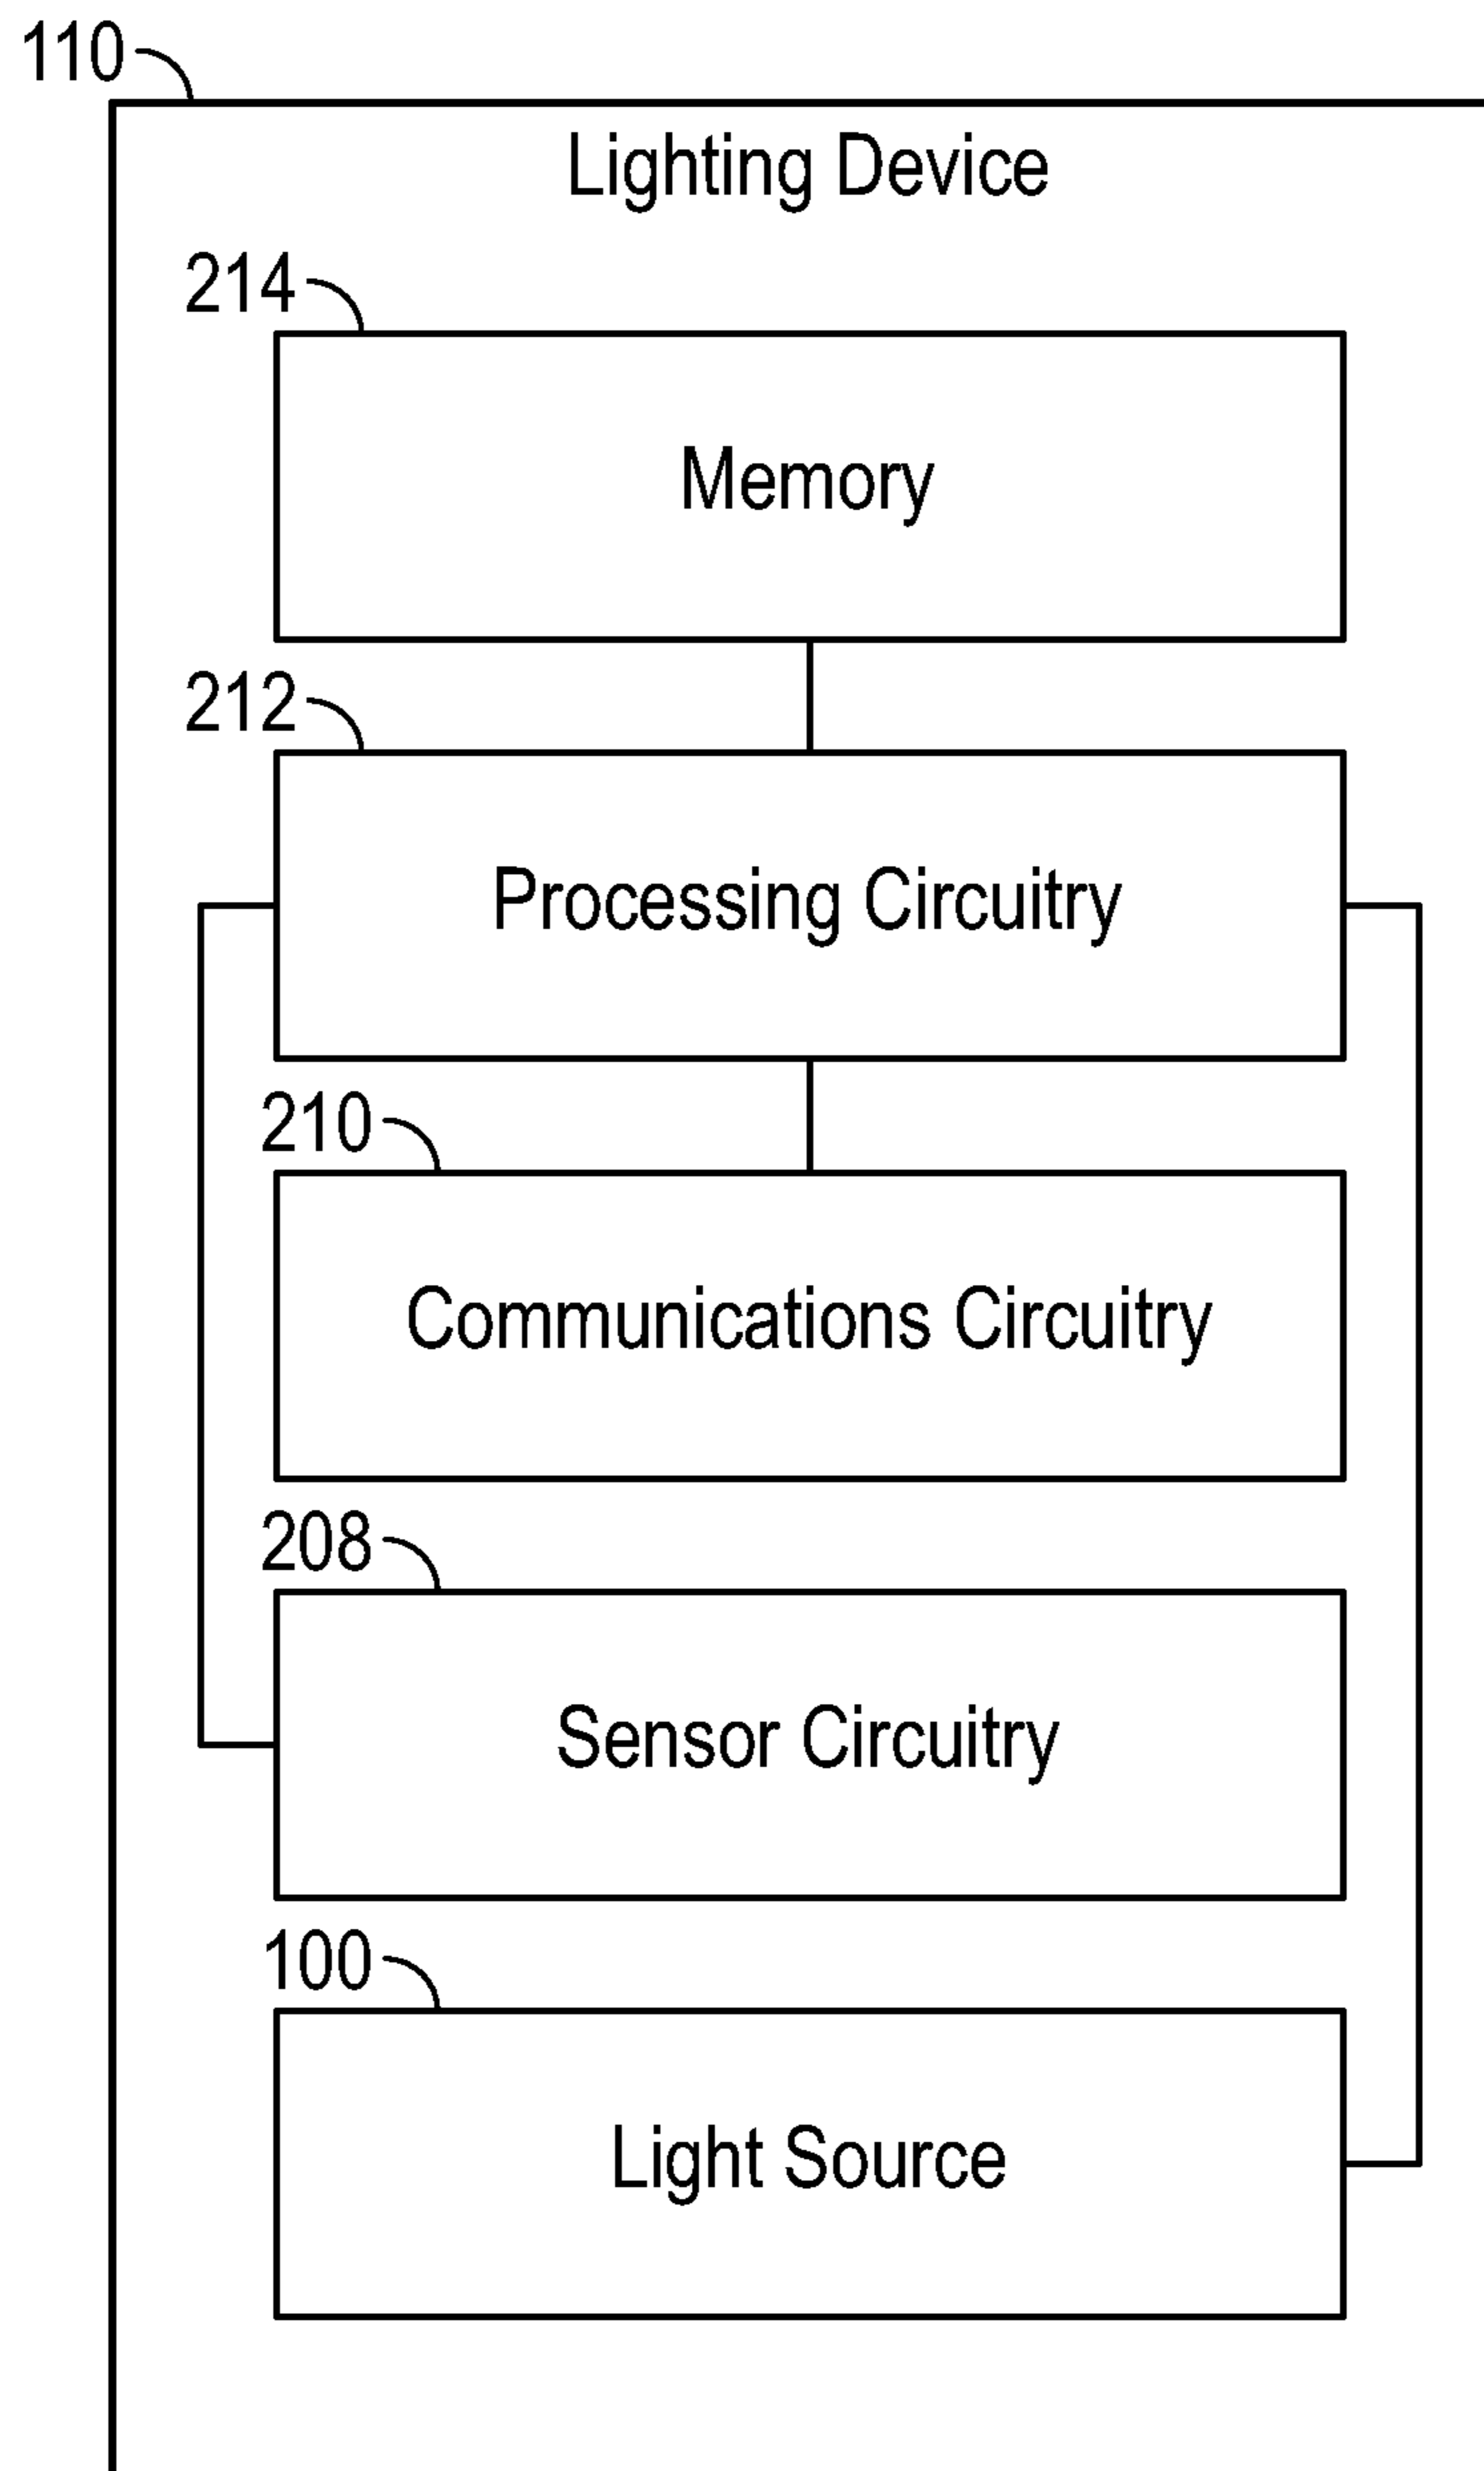 110
Lighting Device
214
Memory
212
Processing Circuitry
210
Communications Circuitry
208
Sensor Circuitry
100
Light Source